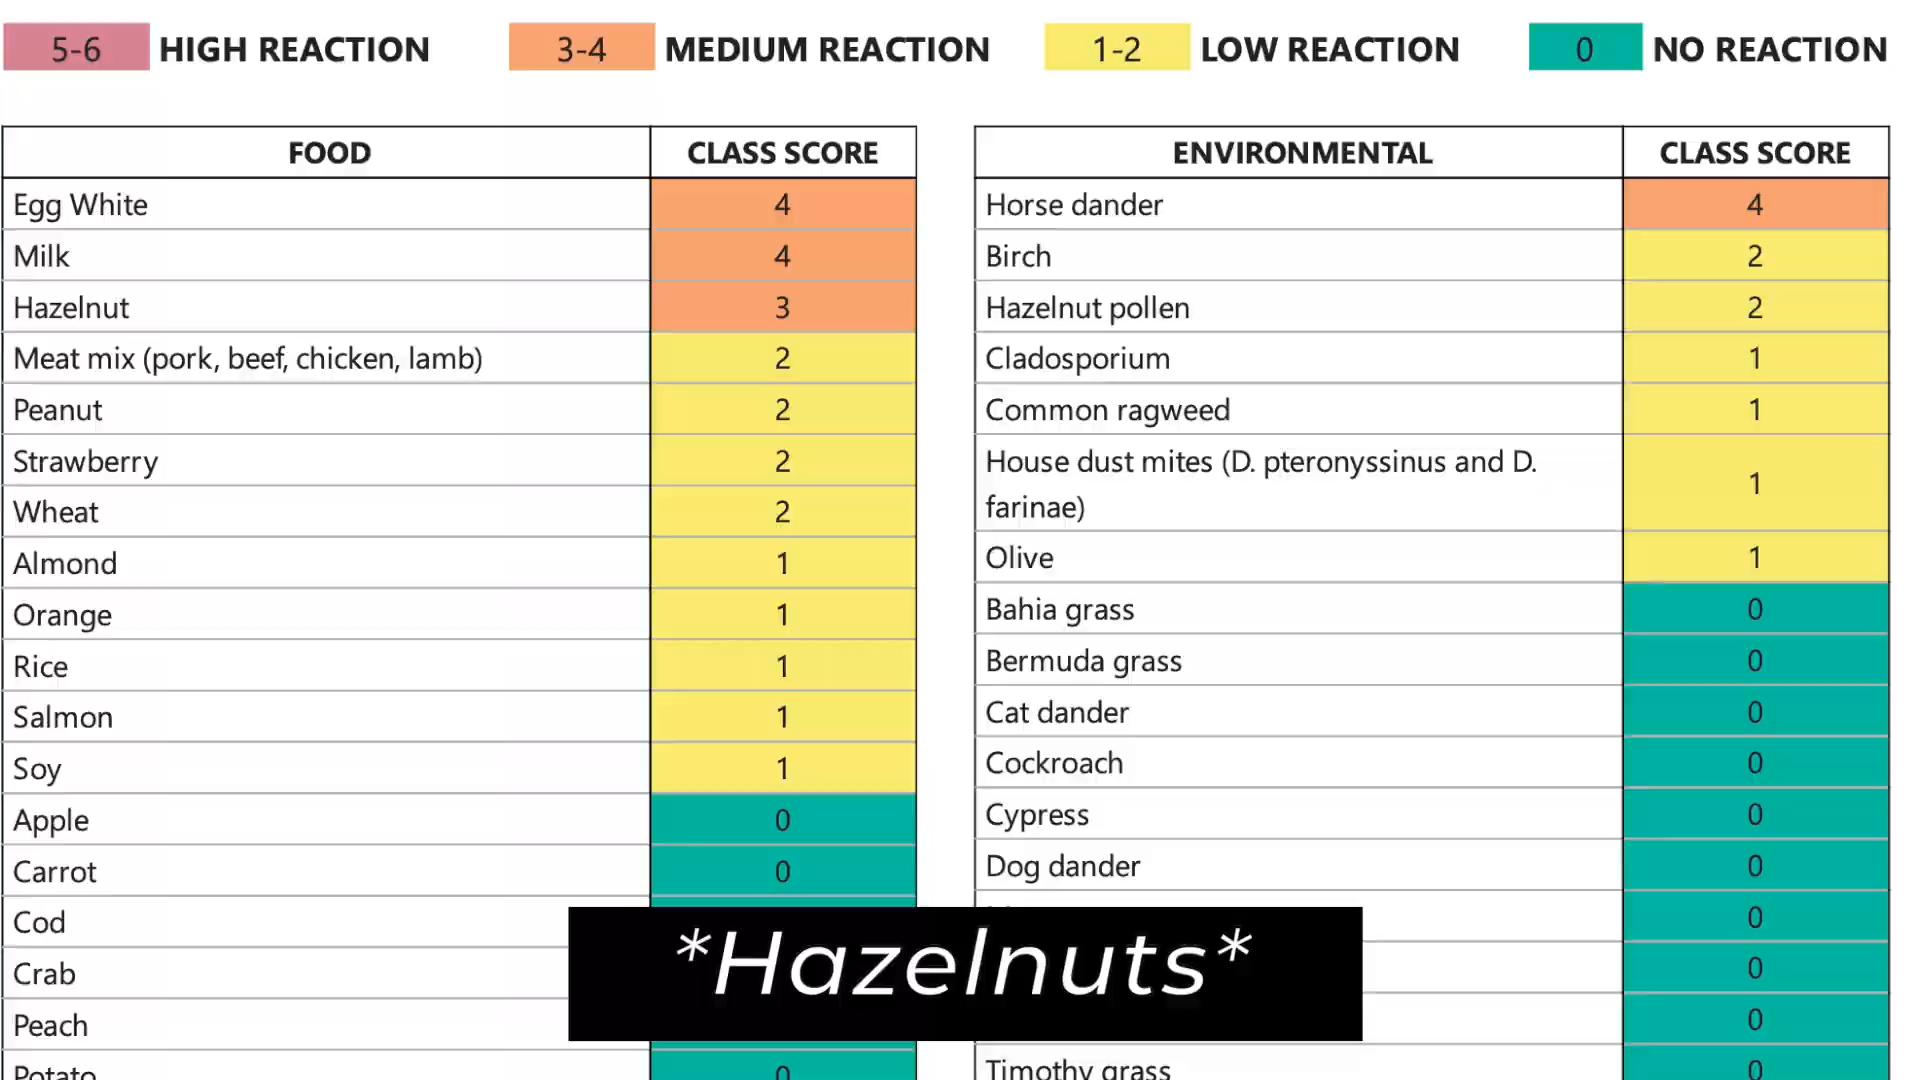 5-6 HIGH REACTION 3-4 MEDIUM REACTION 1-2 LOW REACTION 0 NO REACTION
FOOD CLASS SCORE
Egg White 4
Milk 4
Hazelnut 3
Meat mix (pork, beef, chicken, lamb) 2
Peanut 2
Strawberry 2
Wheat 2
Almond 1
Orange 1
Rice 1
Salmon 1
Soy 1
Apple 0
Carrot 0
Cod
Crab
Peach
Potato 0
ENVIRONMENTAL CLASS SCORE
Horse dander 4
Birch 2
Hazelnut pollen 2
Cladosporium 1
Common ragweed 1
House dust mites (D. pteronyssinus and D.
farinae) 1
Olive 1
Bahia grass 0
Bermuda grass 0
Cat dander 0
Cockroach 0
Cypress 0
Dog dander 0
0
0
0
Timothy grass 0
*Hazelnuts*